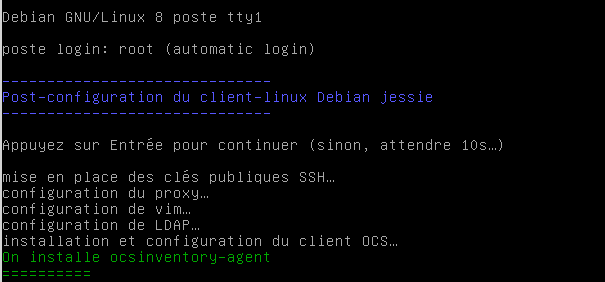 Debian GNU/Linux 8 poste tty1
poste login: root (automatic login)
------------------------------
Post-configuration du client-linux Debian jessie
------------------------------
Appuyez sur Entrée pour continuer (sinon, attendre 10s…)
mise en place des clés publiques SSH…
configuration du proxy…
configuration de vim…
configuration de LDAP…
installation et configuration du client OCS…
On installe ocsinventory-agent
==========